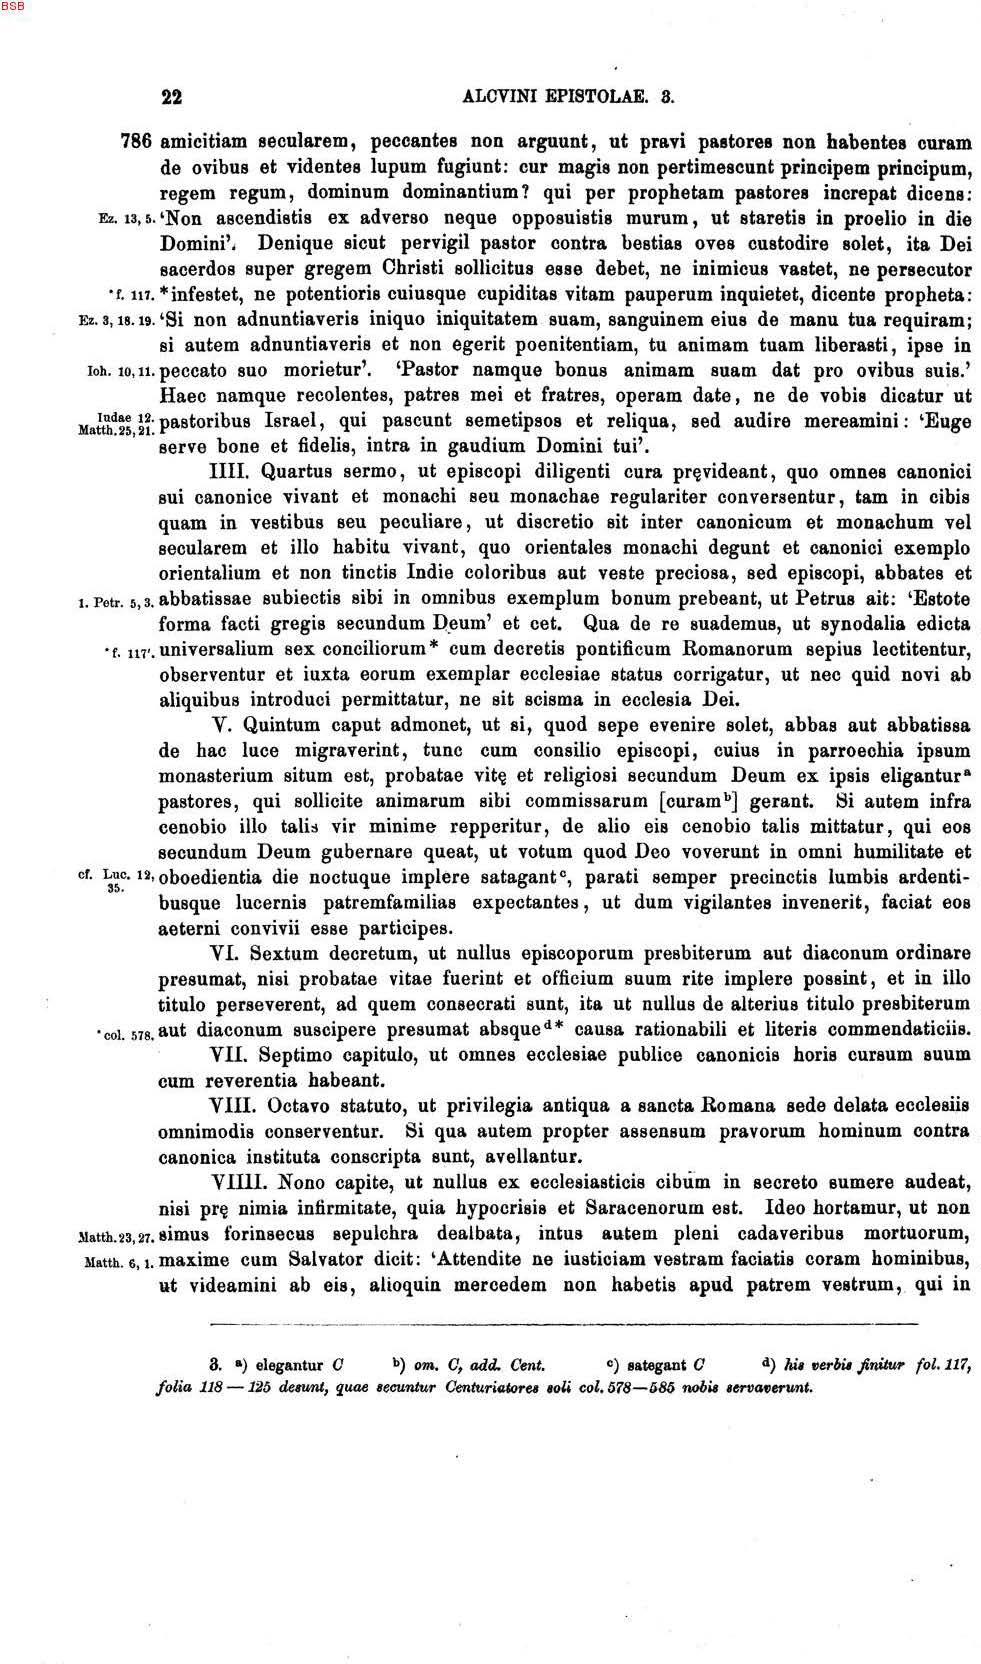 BSB
22 ALCVINI EPISTOLAE. 3.
786 amicitiam secularem, peccantes non arguunt, ut pravi pastores non habentes curam
de ovibus et videntes lupum fugiunt: cur magis non pertimescunt principem principum,
regem regum, dominum dominantium? qui per prophetam pastores increpat dicens:
Ez. 13, 5. ‘Non ascendistis ex adverso neque opposuistis murum, ut staretis in proelio in die
Domini’. Denique sicut pervigil pastor contra bestias oves custodire solet, ita Dei
sacerdos super gregem Christi sollicitus esse debet, ne inimicus vastet, ne persecutor
*f. 117. *infestet, ne potentioris cuiusque cupiditas vitam pauperum inquietet, dicente propheta:
Ez. 3, 18. 19. ‘Si non adnuntiaveris iniquo iniquitatem suam, sanguinem eius de manu tua requiram;
si autem adnuntiaveris et non egerit poenitentiam, tu animam tuam liberasti, ipse in
Ioh. 10, 11. peccato suo morietur’. ‘Pastor namque bonus animam suam dat pro ovibus suis.’
Haec namque recolentes, patres mei et fratres, operam date, ne de vobis dicatur ut
Iudae 12. Matth. 25, 21. pastoribus Israel, qui pascunt semetipsos et reliqua, sed audire mereamini: ‘Euge
serve bone et fidelis, intra in gaudium Domini tui’.
IIII. Quartus sermo, ut episcopi diligenti cura pręvideant, quo omnes canonici
sui canonice vivant et monachi seu monachae regulariter conversentur, tam in cibis
quam in vestibus seu peculiare, ut discretio sit inter canonicum et monachum vel
secularem et illo habitu vivant, quo orientales monachi degunt et canonici exemplo
orientalium et non tinctis Indie coloribus aut veste preciosa, sed episcopi, abbates et
1. Petr. 5, 3. abbatissae subiectis sibi in omnibus exemplum bonum prebeant, ut Petrus ait: ‘Estote
forma facti gregis secundum Deum’ et cet. Qua de re suademus, ut synodalia edicta
*f. 117'. universalium sex conciliorum* cum decretis pontificum Romanorum sepius lectitentur,
observentur et iuxta eorum exemplar ecclesiae status corrigatur, ut nec quid novi ab
aliquibus introduci permittatur, ne sit scisma in ecclesia Dei.
V. Quintum caput admonet, ut si, quod sepe evenire solet, abbas aut abbatissa
de hac luce migraverint, tunc cum consilio episcopi, cuius in parroechia ipsum
monasterium situm est, probatae vitę et religiosi secundum Deum ex ipsis eliganturᵃ
pastores, qui sollicite animarum sibi commissarum [curamᵇ] gerant. Si autem infra
cenobio illo talis vir minime repperitur, de alio eis cenobio talis mittatur, qui eos
secundum Deum gubernare queat, ut votum quod Deo voverunt in omni humilitate et
cf. Luc. 12, 35. oboedientia die noctuque implere satagantᶜ, parati semper precinctis lumbis ardenti-
busque lucernis patremfamilias expectantes, ut dum vigilantes invenerit, faciat eos
aeterni convivii esse participes.
VI. Sextum decretum, ut nullus episcoporum presbiterum aut diaconum ordinare
presumat, nisi probatae vitae fuerint et officium suum rite implere possint, et in illo
titulo perseverent, ad quem consecrati sunt, ita ut nullus de alterius titulo presbiterum
*col. 578. aut diaconum suscipere presumat absqueᵈ* causa rationabili et literis commendaticiis.
VII. Septimo capitulo, ut omnes ecclesiae publice canonicis horis cursum suum
cum reverentia habeant.
VIII. Octavo statuto, ut privilegia antiqua a sancta Romana sede delata ecclesiis
omnimodis conserventur. Si qua autem propter assensum pravorum hominum contra
canonica instituta conscripta sunt, avellantur.
VIIII. Nono capite, ut nullus ex ecclesiasticis cibum in secreto sumere audeat,
nisi prę nimia infirmitate, quia hypocrisis et Saracenorum est. Ideo hortamur, ut non
Matth. 23, 27. simus forinsecus sepulchra dealbata, intus autem pleni cadaveribus mortuorum,
Matth. 6, 1. maxime cum Salvator dicit: ‘Attendite ne iusticiam vestram faciatis coram hominibus,
ut videamini ab eis, alioquin mercedem non habetis apud patrem vestrum, qui in
3. ᵃ) elegantur C ᵇ) om. C, add. Cent. ᶜ) sategant C ᵈ) his verbis finitur fol. 117,
folia 118—125 desunt, quae secuntur Centuriatores soli col. 578—585 nobis servaverunt.